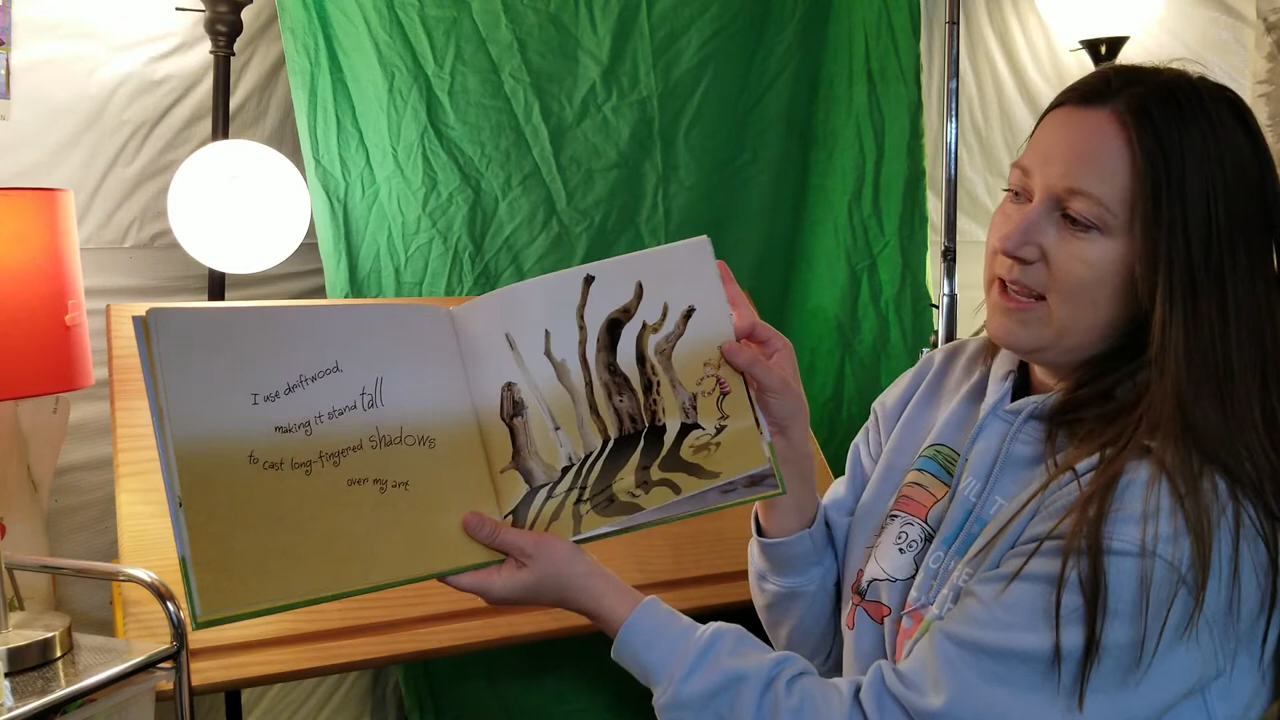 I use driftwood,
making it stand tall
to cast long-fingered shadows
over my art